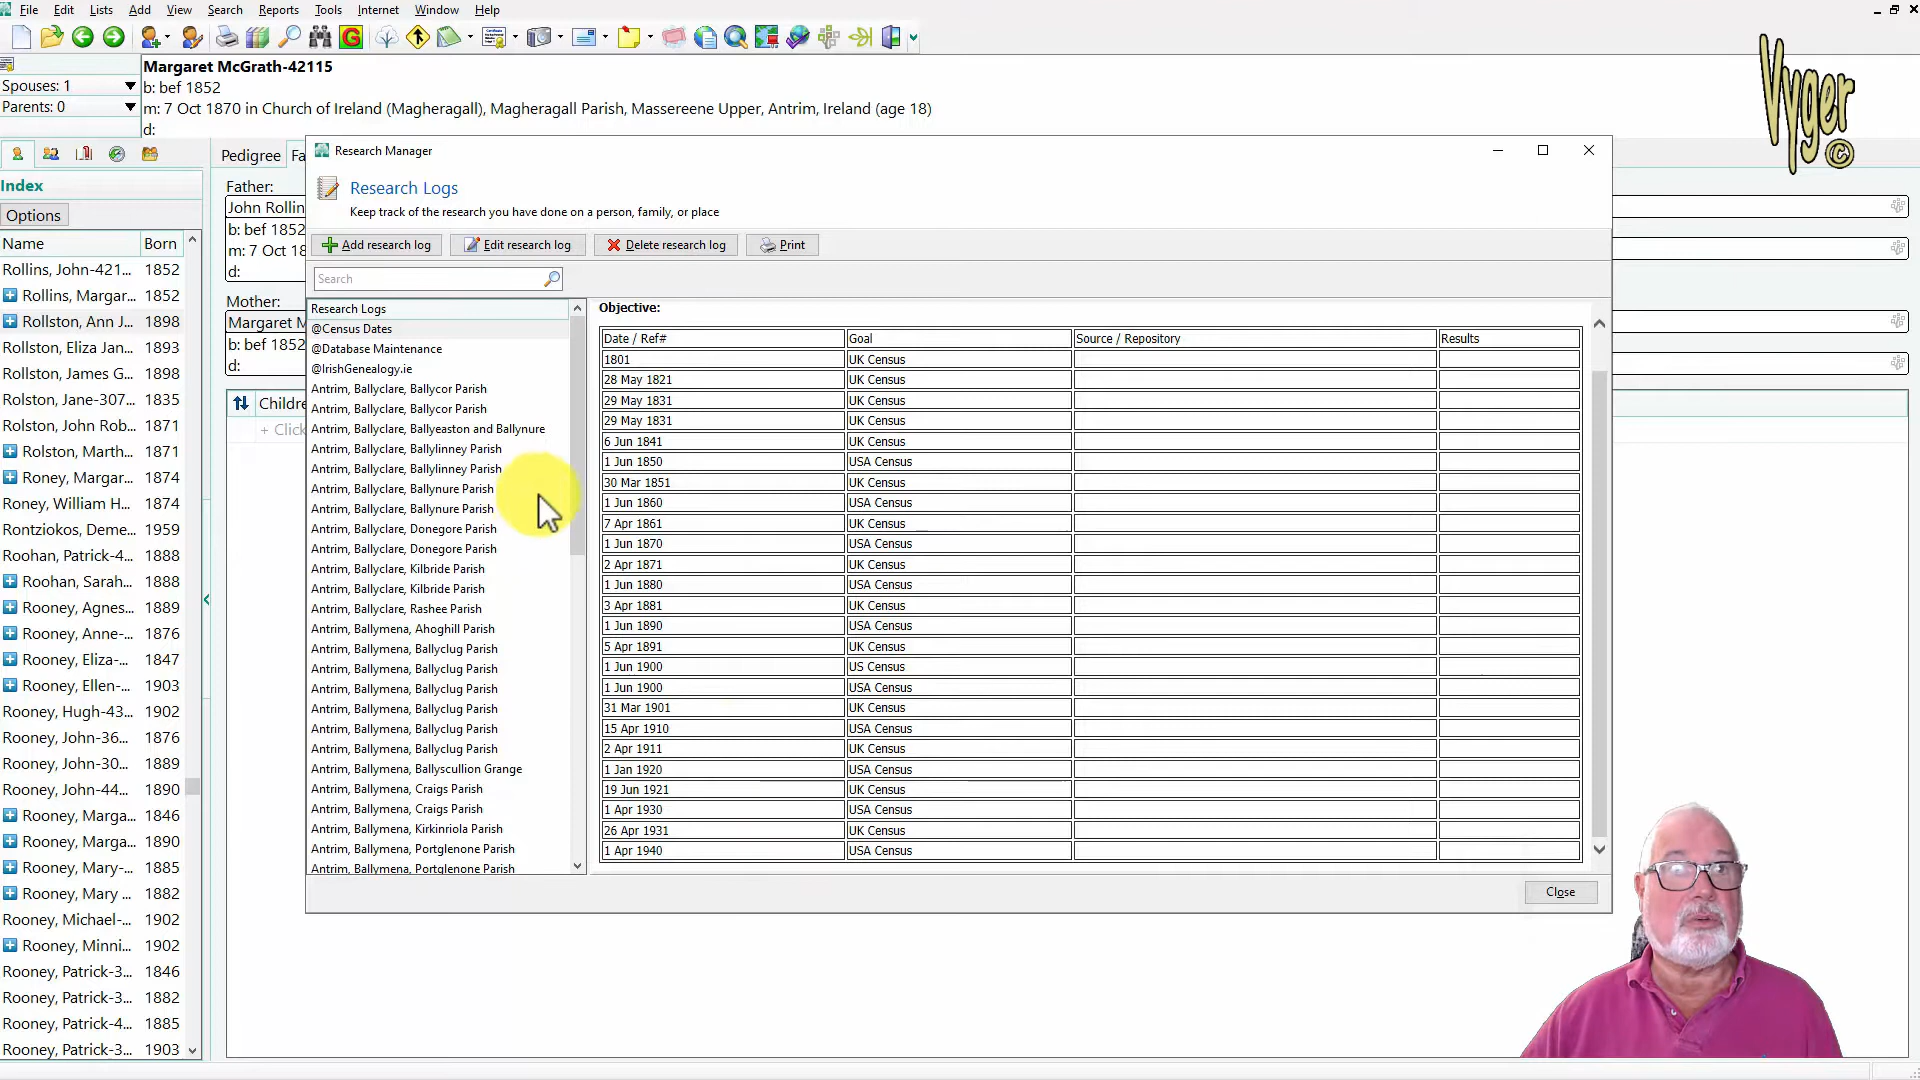 File Edit Lists Add View Search Reports Tools Internet Window Help
Margaret McGrath-42115
Spouses: 1
b: bef 1852
Parents: 0
m: 7 Oct 1870 in Church of Ireland (Magheragall), Magheragall Parish, Massereene Upper, Antrim, Ireland (age 18)
d:
Vyger ©
Index
Options
Name Born
Rollins, John-421... 1852
Rollins, Margar... 1852
Rollston, Ann J... 1898
Rollston, Eliza Jan... 1893
Rollston, James G... 1898
Rolston, Jane-307... 1835
Rolston, John Rob... 1871
Rolston, Marth... 1871
Roney, Margar... 1874
Roney, William H... 1874
Rontziokos, Deme... 1959
Roohan, Patrick-4... 1888
Roohan, Sarah... 1888
Rooney, Agnes... 1889
Rooney, Anne-... 1876
Rooney, Eliza-... 1847
Rooney, Ellen-... 1903
Rooney, Hugh-43... 1902
Rooney, John-36... 1876
Rooney, John-30... 1889
Rooney, John-44... 1890
Rooney, Marga... 1846
Rooney, Marga... 1890
Rooney, Mary-... 1885
Rooney, Mary ... 1882
Rooney, Michael-... 1902
Rooney, Minni... 1902
Rooney, Patrick-3... 1846
Rooney, Patrick-3... 1882
Rooney, Patrick-4... 1885
Rooney, Patrick-3... 1903
Pedigree Fa
Father:
John Rollin
b: bef 1852
m: 7 Oct 18
d:
Mother:
Margaret M
b: bef 1852
d:
Childre
+ Click
Research Manager
Research Logs
Keep track of the research you have done on a person, family, or place
Add research log Edit research log Delete research log Print
Search
Research Logs
@Census Dates
@Database Maintenance
@IrishGenealogy.ie
Antrim, Ballyclare, Ballycor Parish
Antrim, Ballyclare, Ballycor Parish
Antrim, Ballyclare, Ballyeaston and Ballynure
Antrim, Ballyclare, Ballylinney Parish
Antrim, Ballyclare, Ballylinney Parish
Antrim, Ballyclare, Ballynure Parish
Antrim, Ballyclare, Ballynure Parish
Antrim, Ballyclare, Donegore Parish
Antrim, Ballyclare, Donegore Parish
Antrim, Ballyclare, Kilbride Parish
Antrim, Ballyclare, Kilbride Parish
Antrim, Ballyclare, Rashee Parish
Antrim, Ballymena, Ahoghill Parish
Antrim, Ballymena, Ballyclug Parish
Antrim, Ballymena, Ballyclug Parish
Antrim, Ballymena, Ballyclug Parish
Antrim, Ballymena, Ballyclug Parish
Antrim, Ballymena, Ballyclug Parish
Antrim, Ballymena, Ballyclug Parish
Antrim, Ballymena, Ballyscullion Grange
Antrim, Ballymena, Craigs Parish
Antrim, Ballymena, Craigs Parish
Antrim, Ballymena, Kirkinriola Parish
Antrim, Ballymena, Portglenone Parish
Antrim, Ballymena, Portglenone Parish
Objective:
Date / Ref# Goal Source / Repository Results
1801 UK Census
28 May 1821 UK Census
29 May 1831 UK Census
29 May 1831 UK Census
6 Jun 1841 UK Census
1 Jun 1850 USA Census
30 Mar 1851 UK Census
1 Jun 1860 USA Census
7 Apr 1861 UK Census
1 Jun 1870 USA Census
2 Apr 1871 UK Census
1 Jun 1880 USA Census
3 Apr 1881 UK Census
1 Jun 1890 USA Census
5 Apr 1891 UK Census
1 Jun 1900 US Census
1 Jun 1900 USA Census
31 Mar 1901 UK Census
15 Apr 1910 USA Census
2 Apr 1911 UK Census
1 Jan 1920 USA Census
19 Jun 1921 UK Census
1 Apr 1930 USA Census
26 Apr 1931 UK Census
1 Apr 1940 USA Census
Close